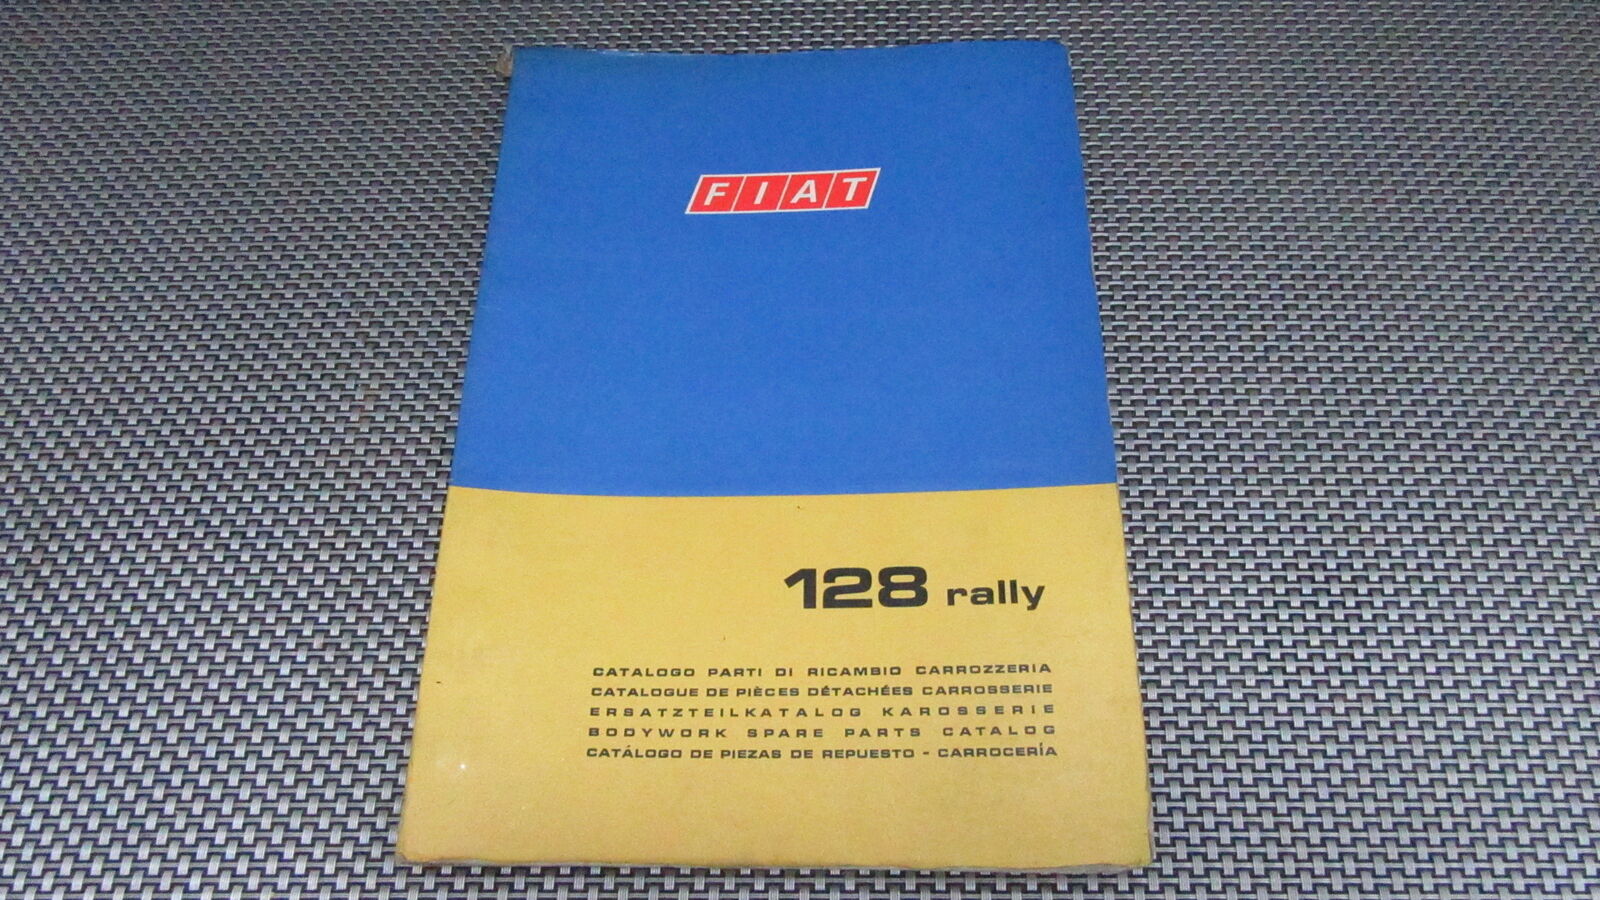 FIAT
128 rally
CATALOGO PARTI DI RICAMBIO CARROZZERIA
CATALOGUE DE PIÈCES DÉTACHÉES CARROSSERIE
ERSATZTEILKATALOG KAROSSERIE
BODYWORK SPARE PARTS CATALOG
CATÁLOGO DE PIEZAS DE REPUESTO - CARROCERÍA